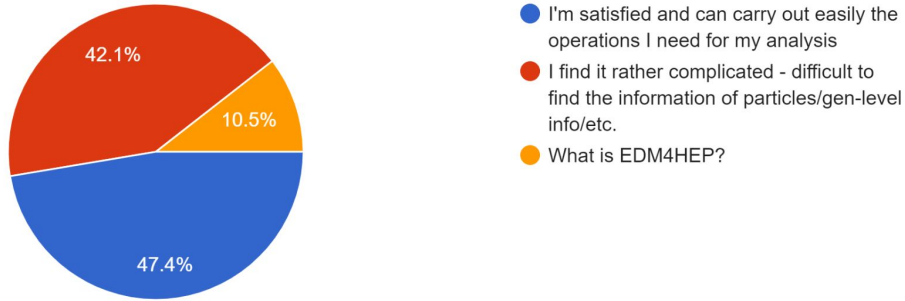 42.1%
10.5%
47.4%
I'm satisfied and can carry out easily the
operations I need for my analysis
I find it rather complicated - difficult to
find the information of particles/gen-level
info/etc.
What is EDM4HEP?